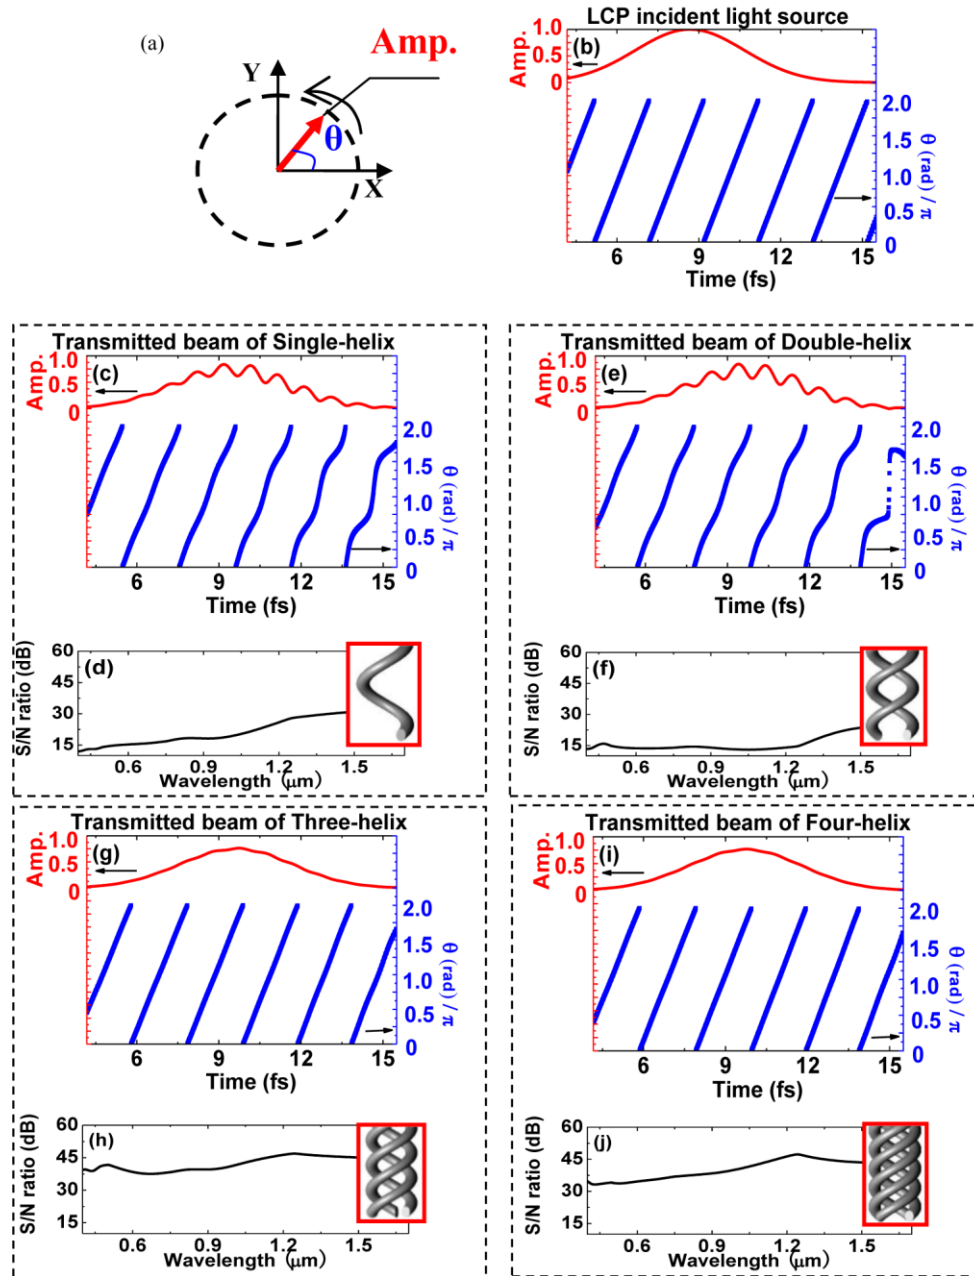 (a)
Amp.
Y
θ
X
LCP incident light source
(b)
Amp.
1.0
0.5
0
2.0
1.5
1.0
0.5
0
θ (rad) / π
6 9 12 15
Time (fs)
Transmitted beam of Single-helix
(c)
Amp.
1.0
0.5
0
2.0
1.5
1.0
0.5
0
θ (rad) / π
6 9 12 15
Time (fs)
S/N ratio (dB)
60
45
30
15
(d)
0.6 0.9 1.2 1.5
Wavelength (μm)
Transmitted beam of Double-helix
(e)
Amp.
1.0
0.5
0
2.0
1.5
1.0
0.5
0
θ (rad) / π
6 9 12 15
Time (fs)
S/N ratio (dB)
60
45
30
15
(f)
0.6 0.9 1.2 1.5
Wavelength (μm)
Transmitted beam of Three-helix
(g)
Amp.
1.0
0.5
0
2.0
1.5
1.0
0.5
0
θ (rad) / π
6 9 12 15
Time (fs)
S/N ratio (dB)
60
45
30
15
(h)
0.6 0.9 1.2 1.5
Wavelength (μm)
Transmitted beam of Four-helix
(i)
Amp.
1.0
0.5
0
2.0
1.5
1.0
0.5
0
θ (rad) / π
6 9 12 15
Time (fs)
S/N ratio (dB)
60
45
30
15
(j)
0.6 0.9 1.2 1.5
Wavelength (μm)